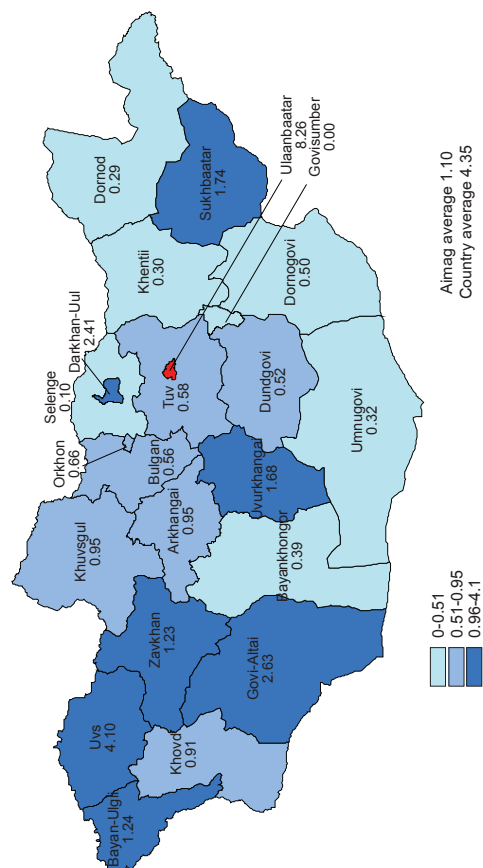 Bayan-Ulgii
1.24
Uvs
4.10
Khovd
0.91
Zavkhan
1.23
Govi-Altai
2.63
Khuvsgul
0.95
Arkhangai
0.95
Bayankhongor
0.39
Orkhon
0.66
Bulgan
0.56
Uvurkhangai
1.68
Selenge
0.10
Darkhan-Uul
2.41
Tuv
0.58
Dundgovi
0.52
Umnugovi
0.32
Khentii
0.30
Dornogovi
0.50
Dornod
0.29
Sukhbaatar
1.74
Ulaanbaatar
8.26
Govisumber
0.00
0-0.51
0.51-0.95
0.96-4.1
Aimag average 1.10
Country average 4.35